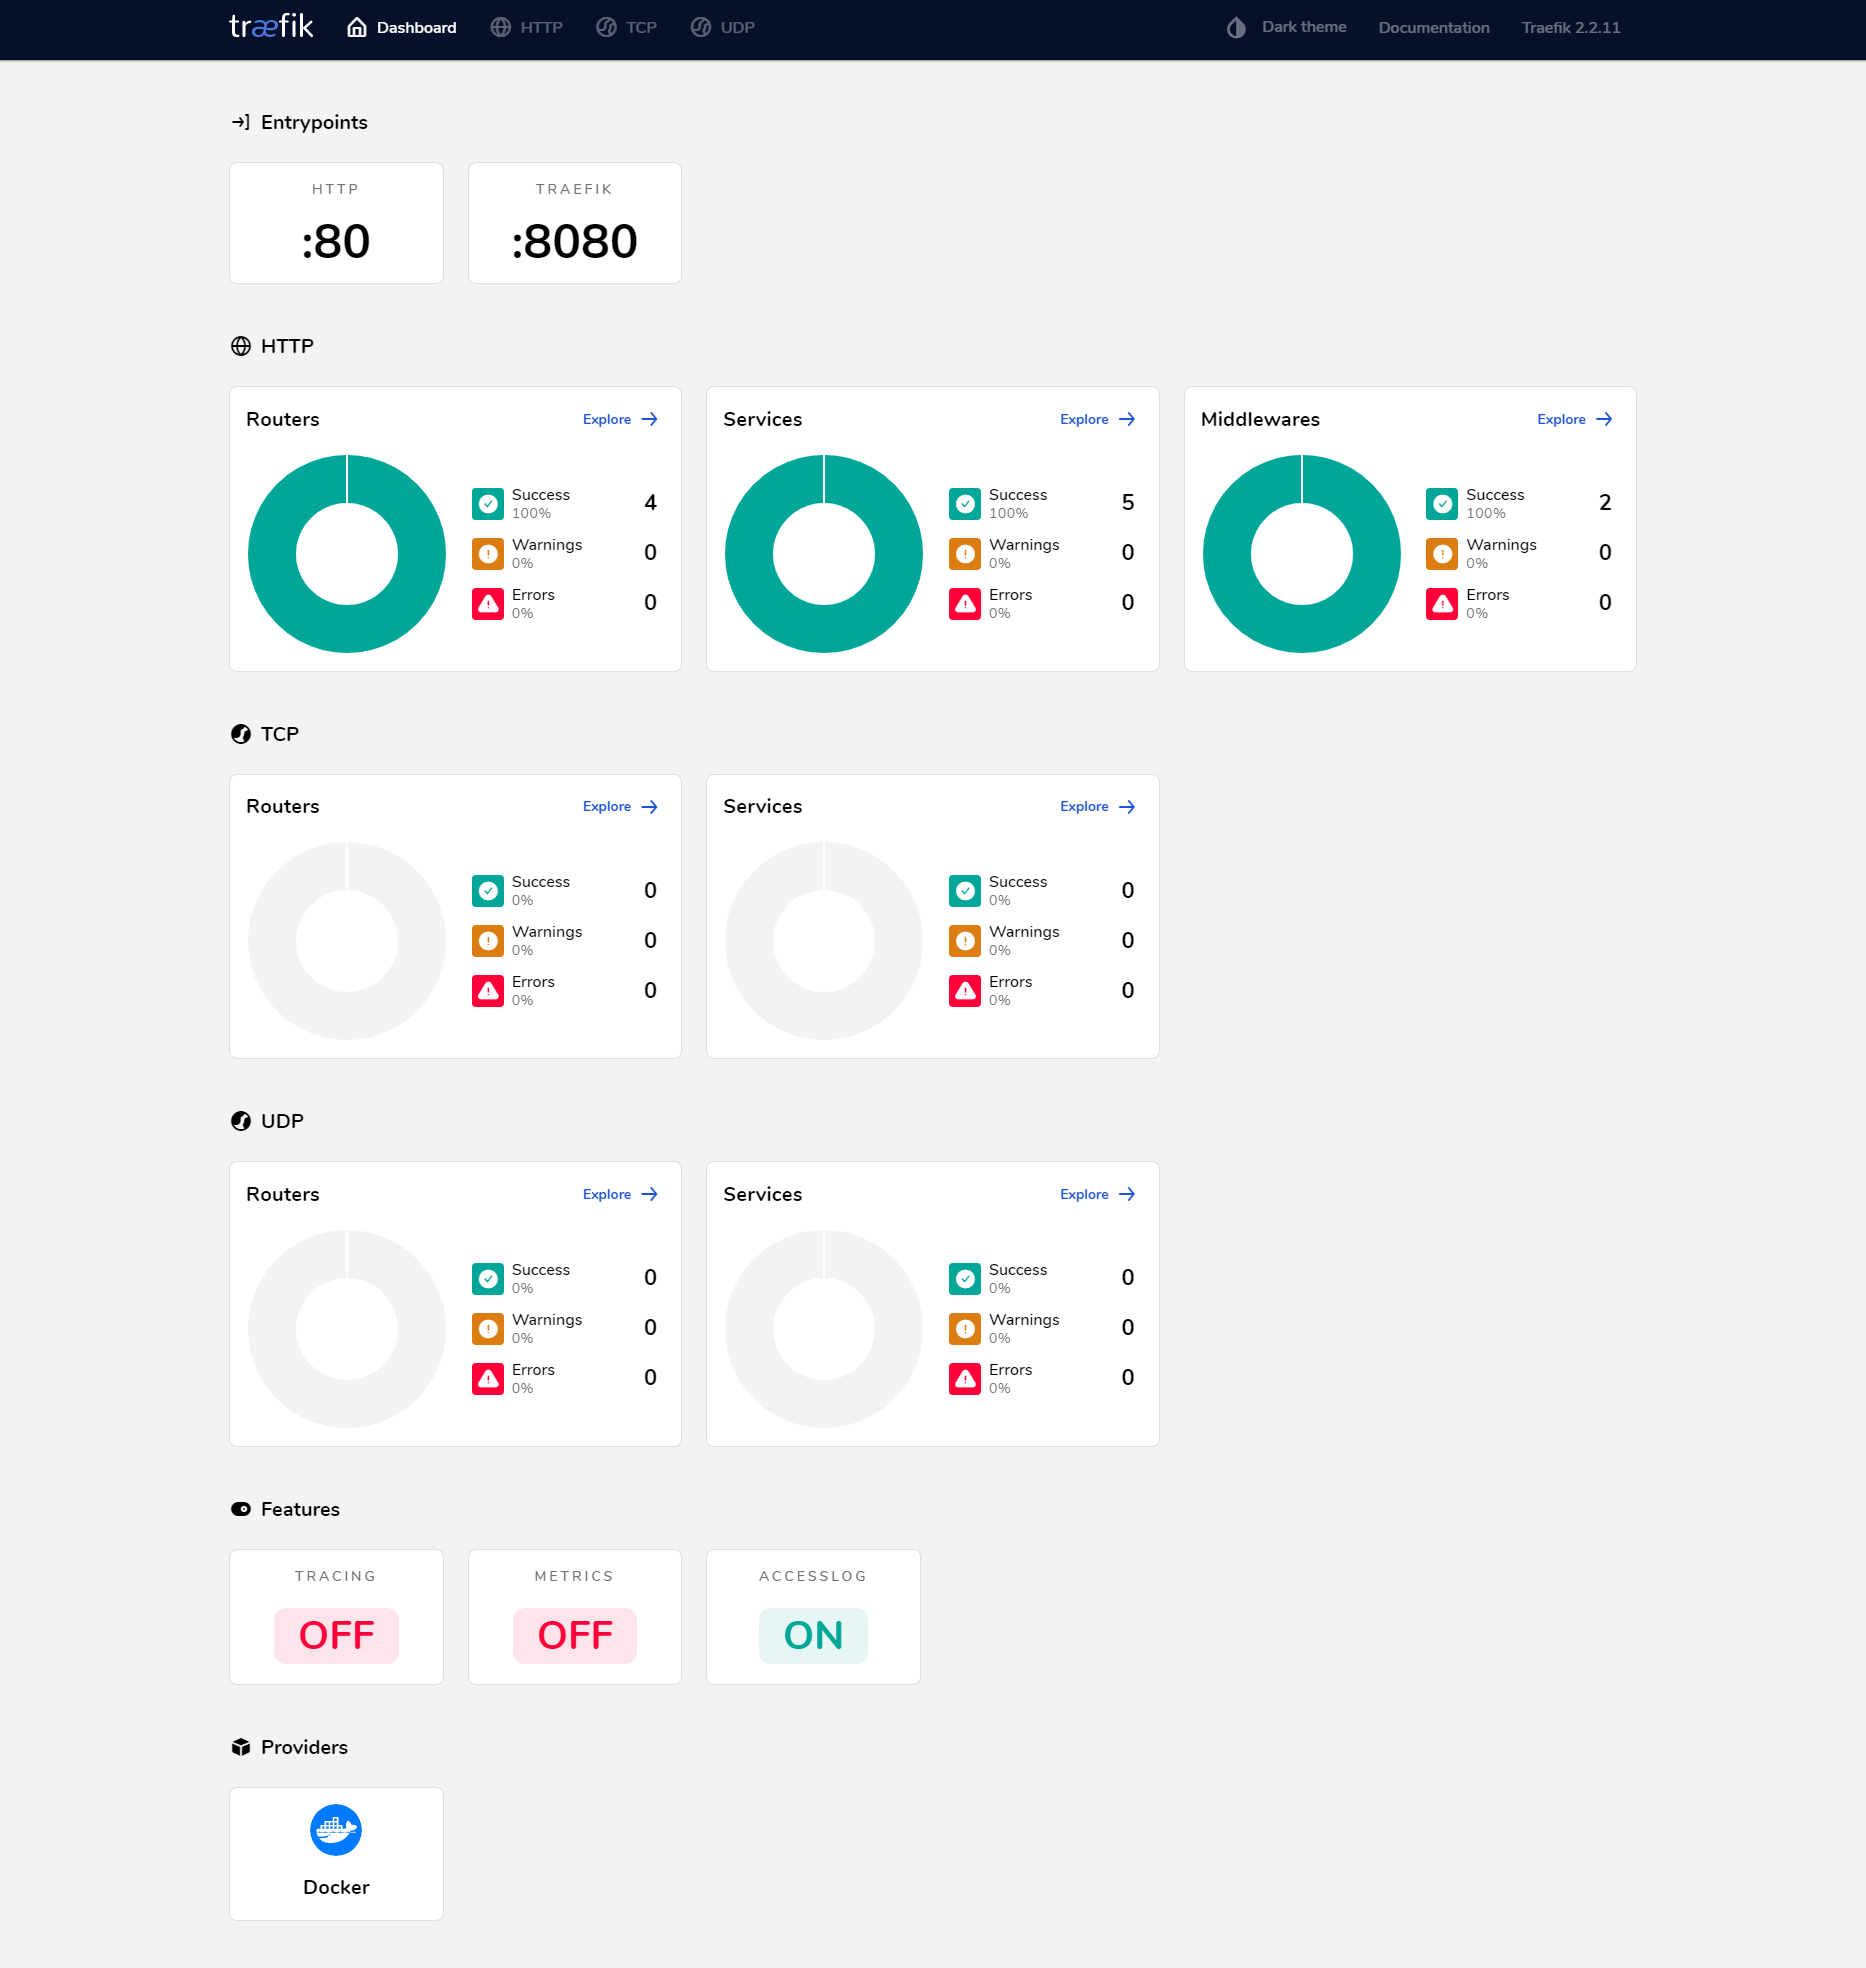 træfik Dashboard HTTP TCP UDP Dark theme Documentation Traefik 2.2.11
Entrypoints
HTTP TRAEFIK
:80 :8080
HTTP
Routers Explore
Success 4
100%
Warnings 0
0%
Errors 0
0%
Services Explore
Success 5
100%
Warnings 0
0%
Errors 0
0%
Middlewares Explore
Success 2
100%
Warnings 0
0%
Errors 0
0%
TCP
Routers Explore
Success 0
0%
Warnings 0
0%
Errors 0
0%
Services Explore
Success 0
0%
Warnings 0
0%
Errors 0
0%
UDP
Routers Explore
Success 0
0%
Warnings 0
0%
Errors 0
0%
Services Explore
Success 0
0%
Warnings 0
0%
Errors 0
0%
Features
TRACING METRICS ACCESSLOG
OFF OFF ON
Providers
Docker